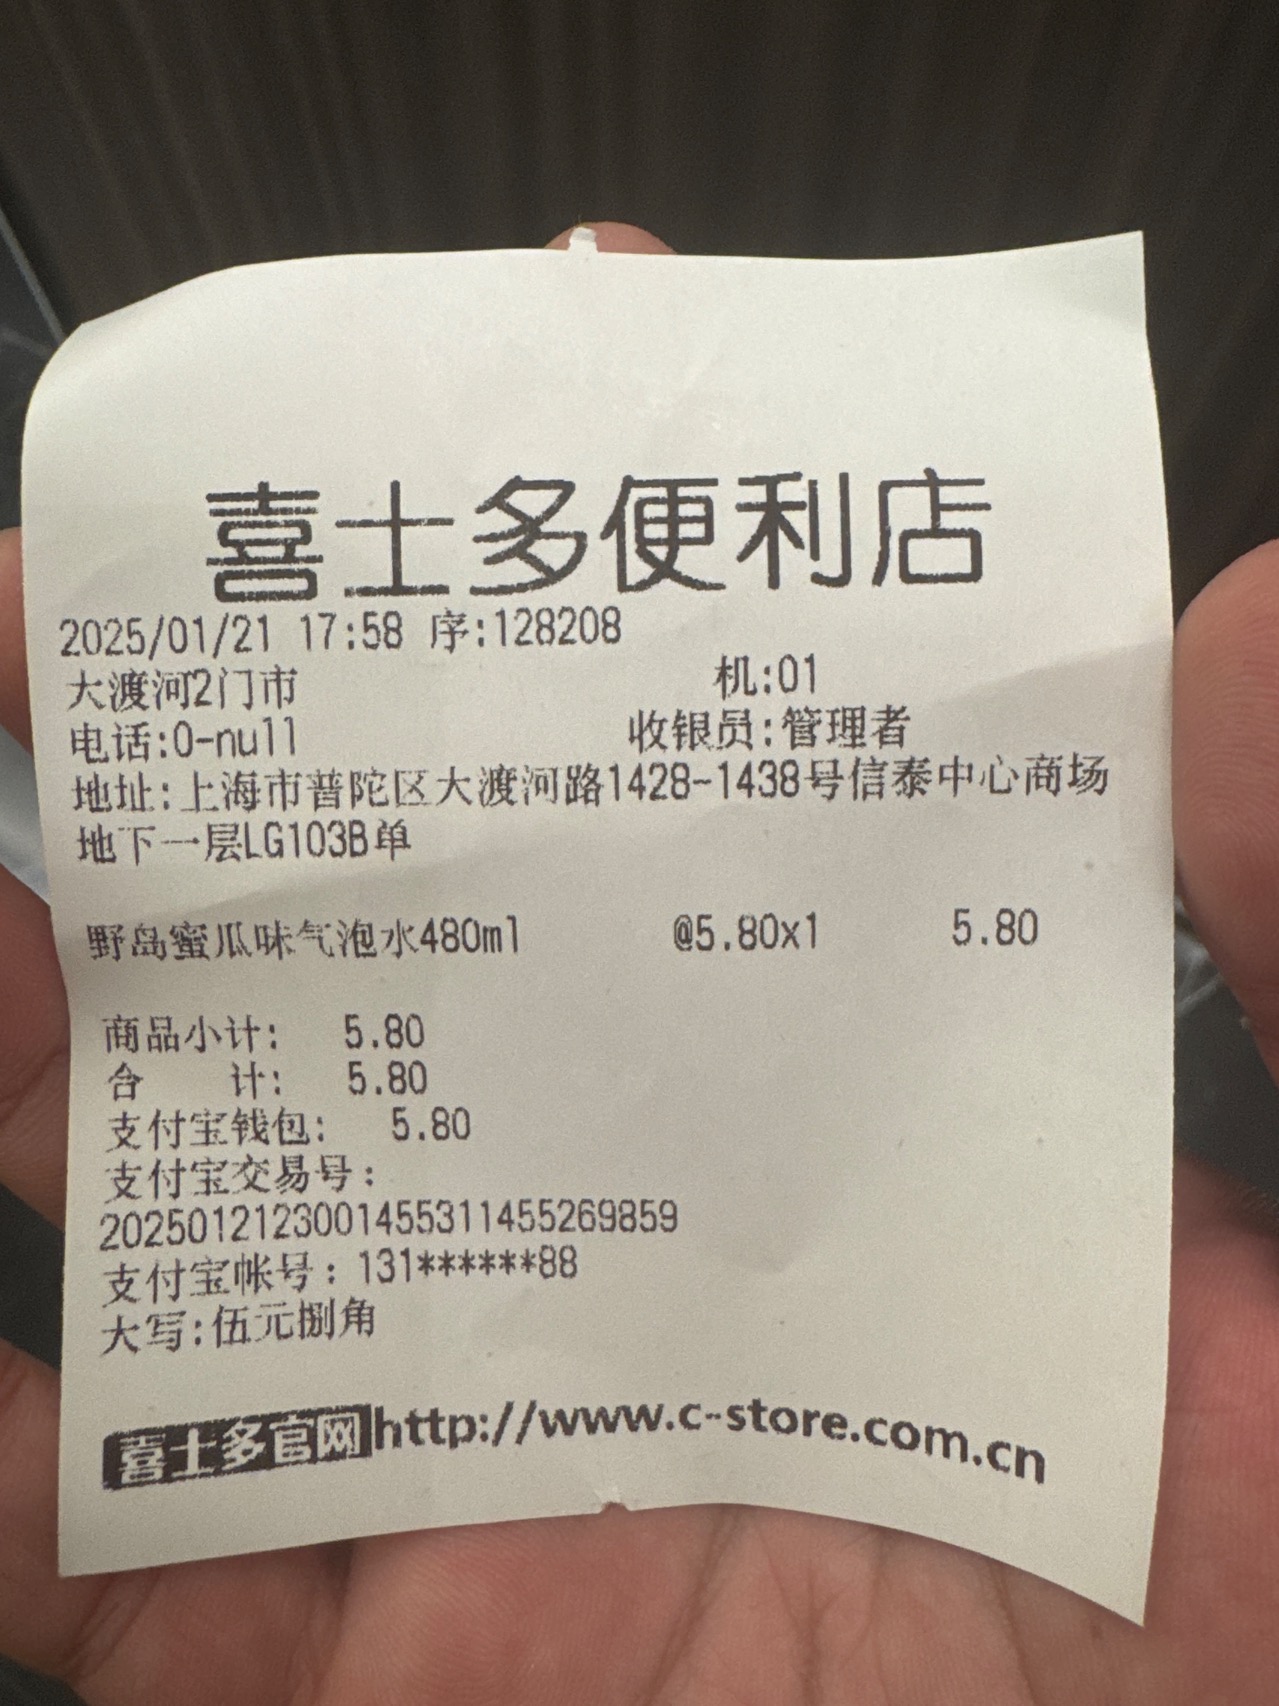 喜士多便利店
2025/01/21 17:58 序:128208
大渡河2门市 机:01
电话:0-null 收银员:管理者
地址:上海市普陀区大渡河路1428-1438号信泰中心商场
地下一层LG103B单
野岛蜜瓜味气泡水480ml @5.80x1 5.80
商品小计: 5.80
合 计: 5.80
支付宝钱包: 5.80
支付宝交易号:
2025012123001455311455269859
支付宝帐号:131******88
大写:伍元捌角
喜士多官网http://www.c-store.com.cn